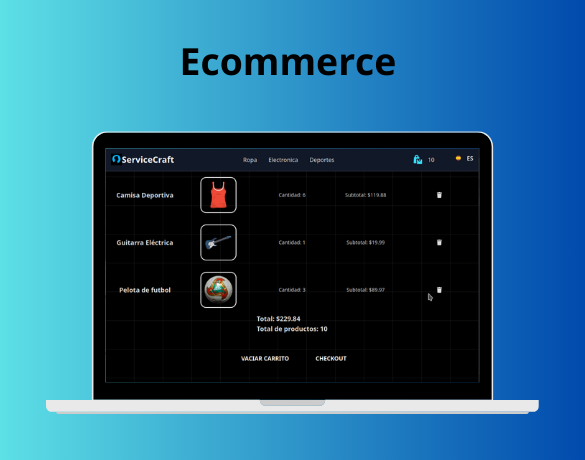 Ecommerce
ServiceCraft Ropa Electronica Deportes 10 ES
Camisa Deportiva Cantidad: 6 Subtotal: $119.88
Guitarra Eléctrica Cantidad: 1 Subtotal: $19.99
Pelota de futbol Cantidad: 3 Subtotal: $89.97
Total: $229.84
Total de productos: 10
VACIAR CARRITO CHECKOUT